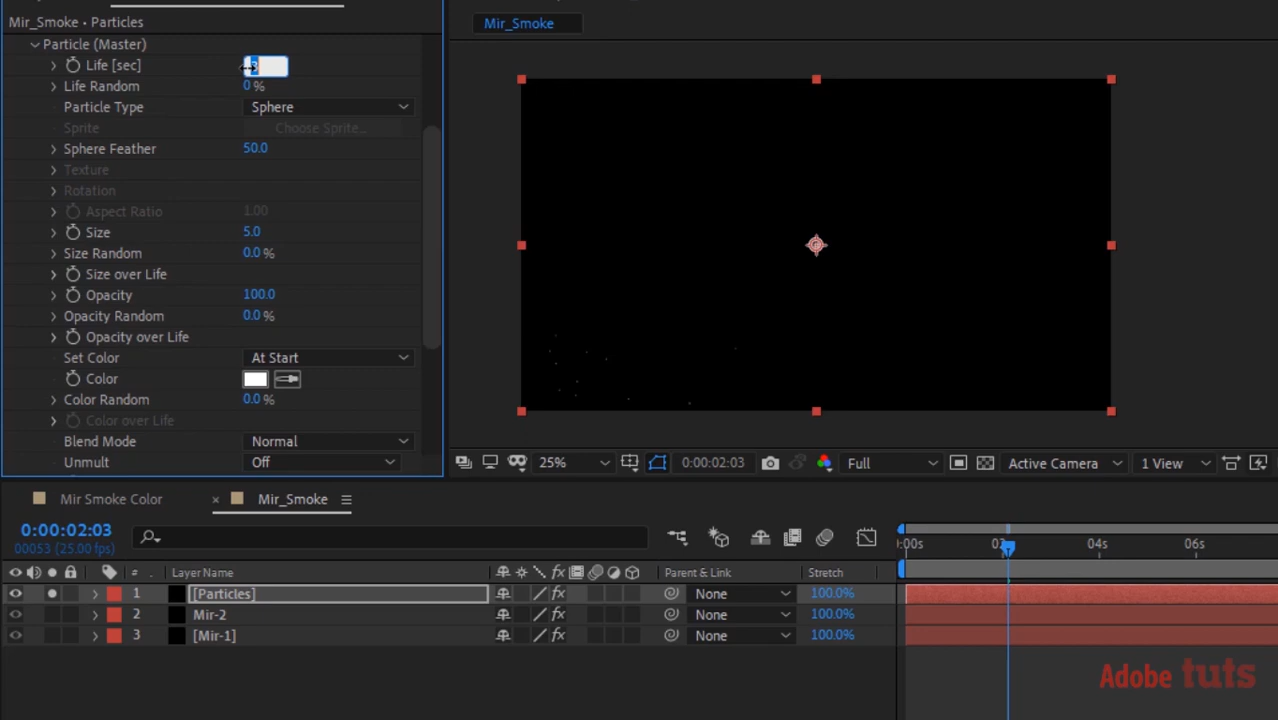 Mir_Smoke • Particles
Mir_Smoke
Particle (Master)
Life [sec] 3
Life Random 0 %
Particle Type Sphere
Sprite Choose Sprite...
Sphere Feather 50.0
Texture
Rotation
Aspect Ratio 1.00
Size 5.0
Size Random 0.0 %
Size over Life
Opacity 100.0
Opacity Random 0.0 %
Opacity over Life
Set Color At Start
Color
Color Random 0.0 %
Color over Life
Blend Mode Normal
Unmult Off
25% 0:00:02:03 Full Active Camera 1 View
Mir Smoke Color × Mir_Smoke
0:00:02:03
00053 (25.00 fps)
:00s 04s 06s
# Layer Name fx Parent & Link Stretch
1 [Particles] fx None 100.0%
2 Mir-2 fx None 100.0%
3 [Mir-1] fx None 100.0%
Adobe tuts